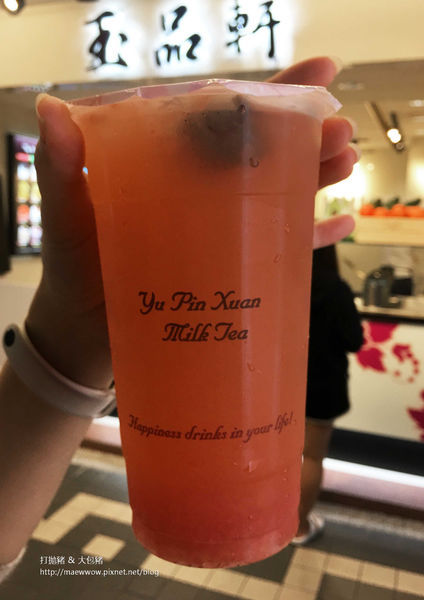 玉品軒
Yu Pin Xuan
Milk Tea
Happiness drinks in your life!
打拋豬 & 大包豬
http://maewwow.pixnet.net/blog